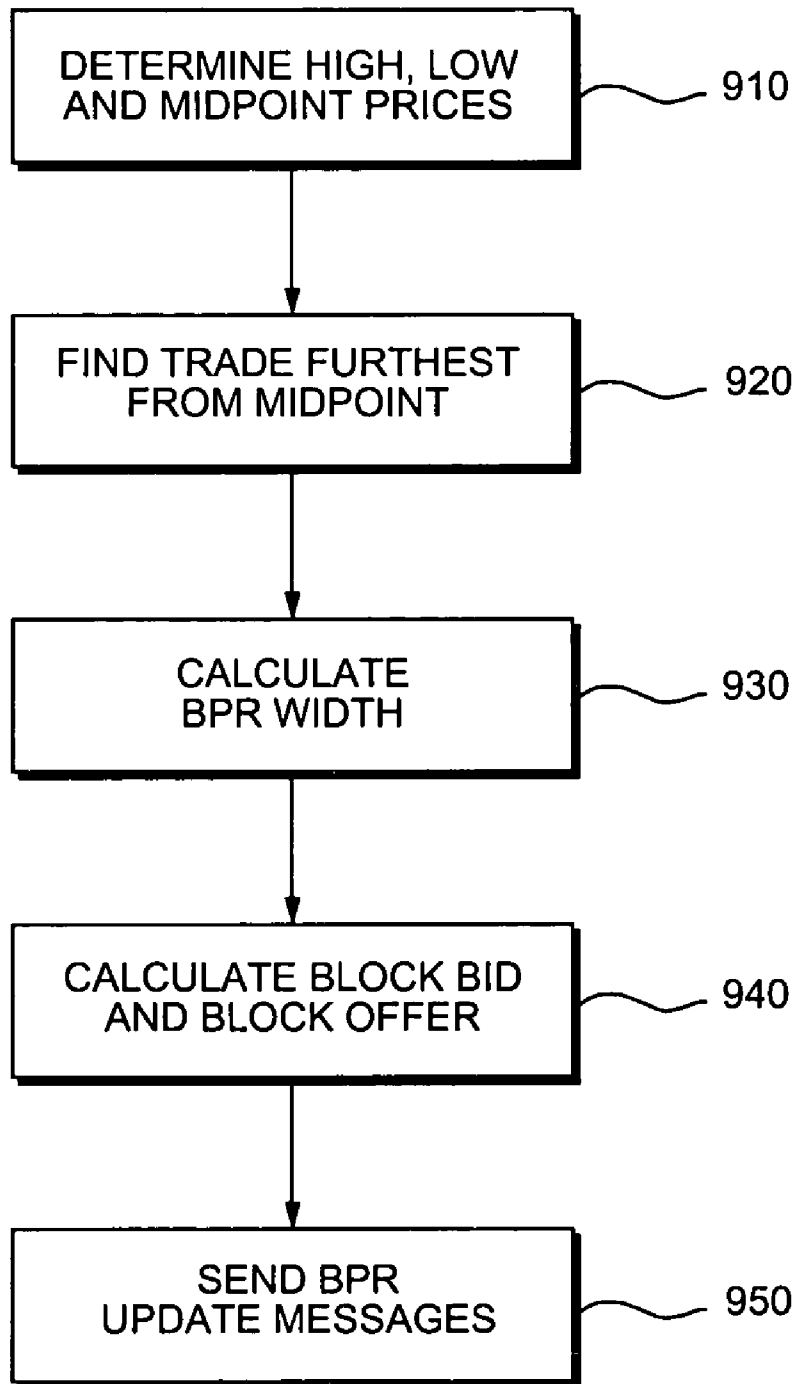 DETERMINE HIGH, LOW
AND MIDPOINT PRICES
910
FIND TRADE FURTHEST
FROM MIDPOINT
920
CALCULATE
BPR WIDTH
930
CALCULATE BLOCK BID
AND BLOCK OFFER
940
SEND BPR
UPDATE MESSAGES
950